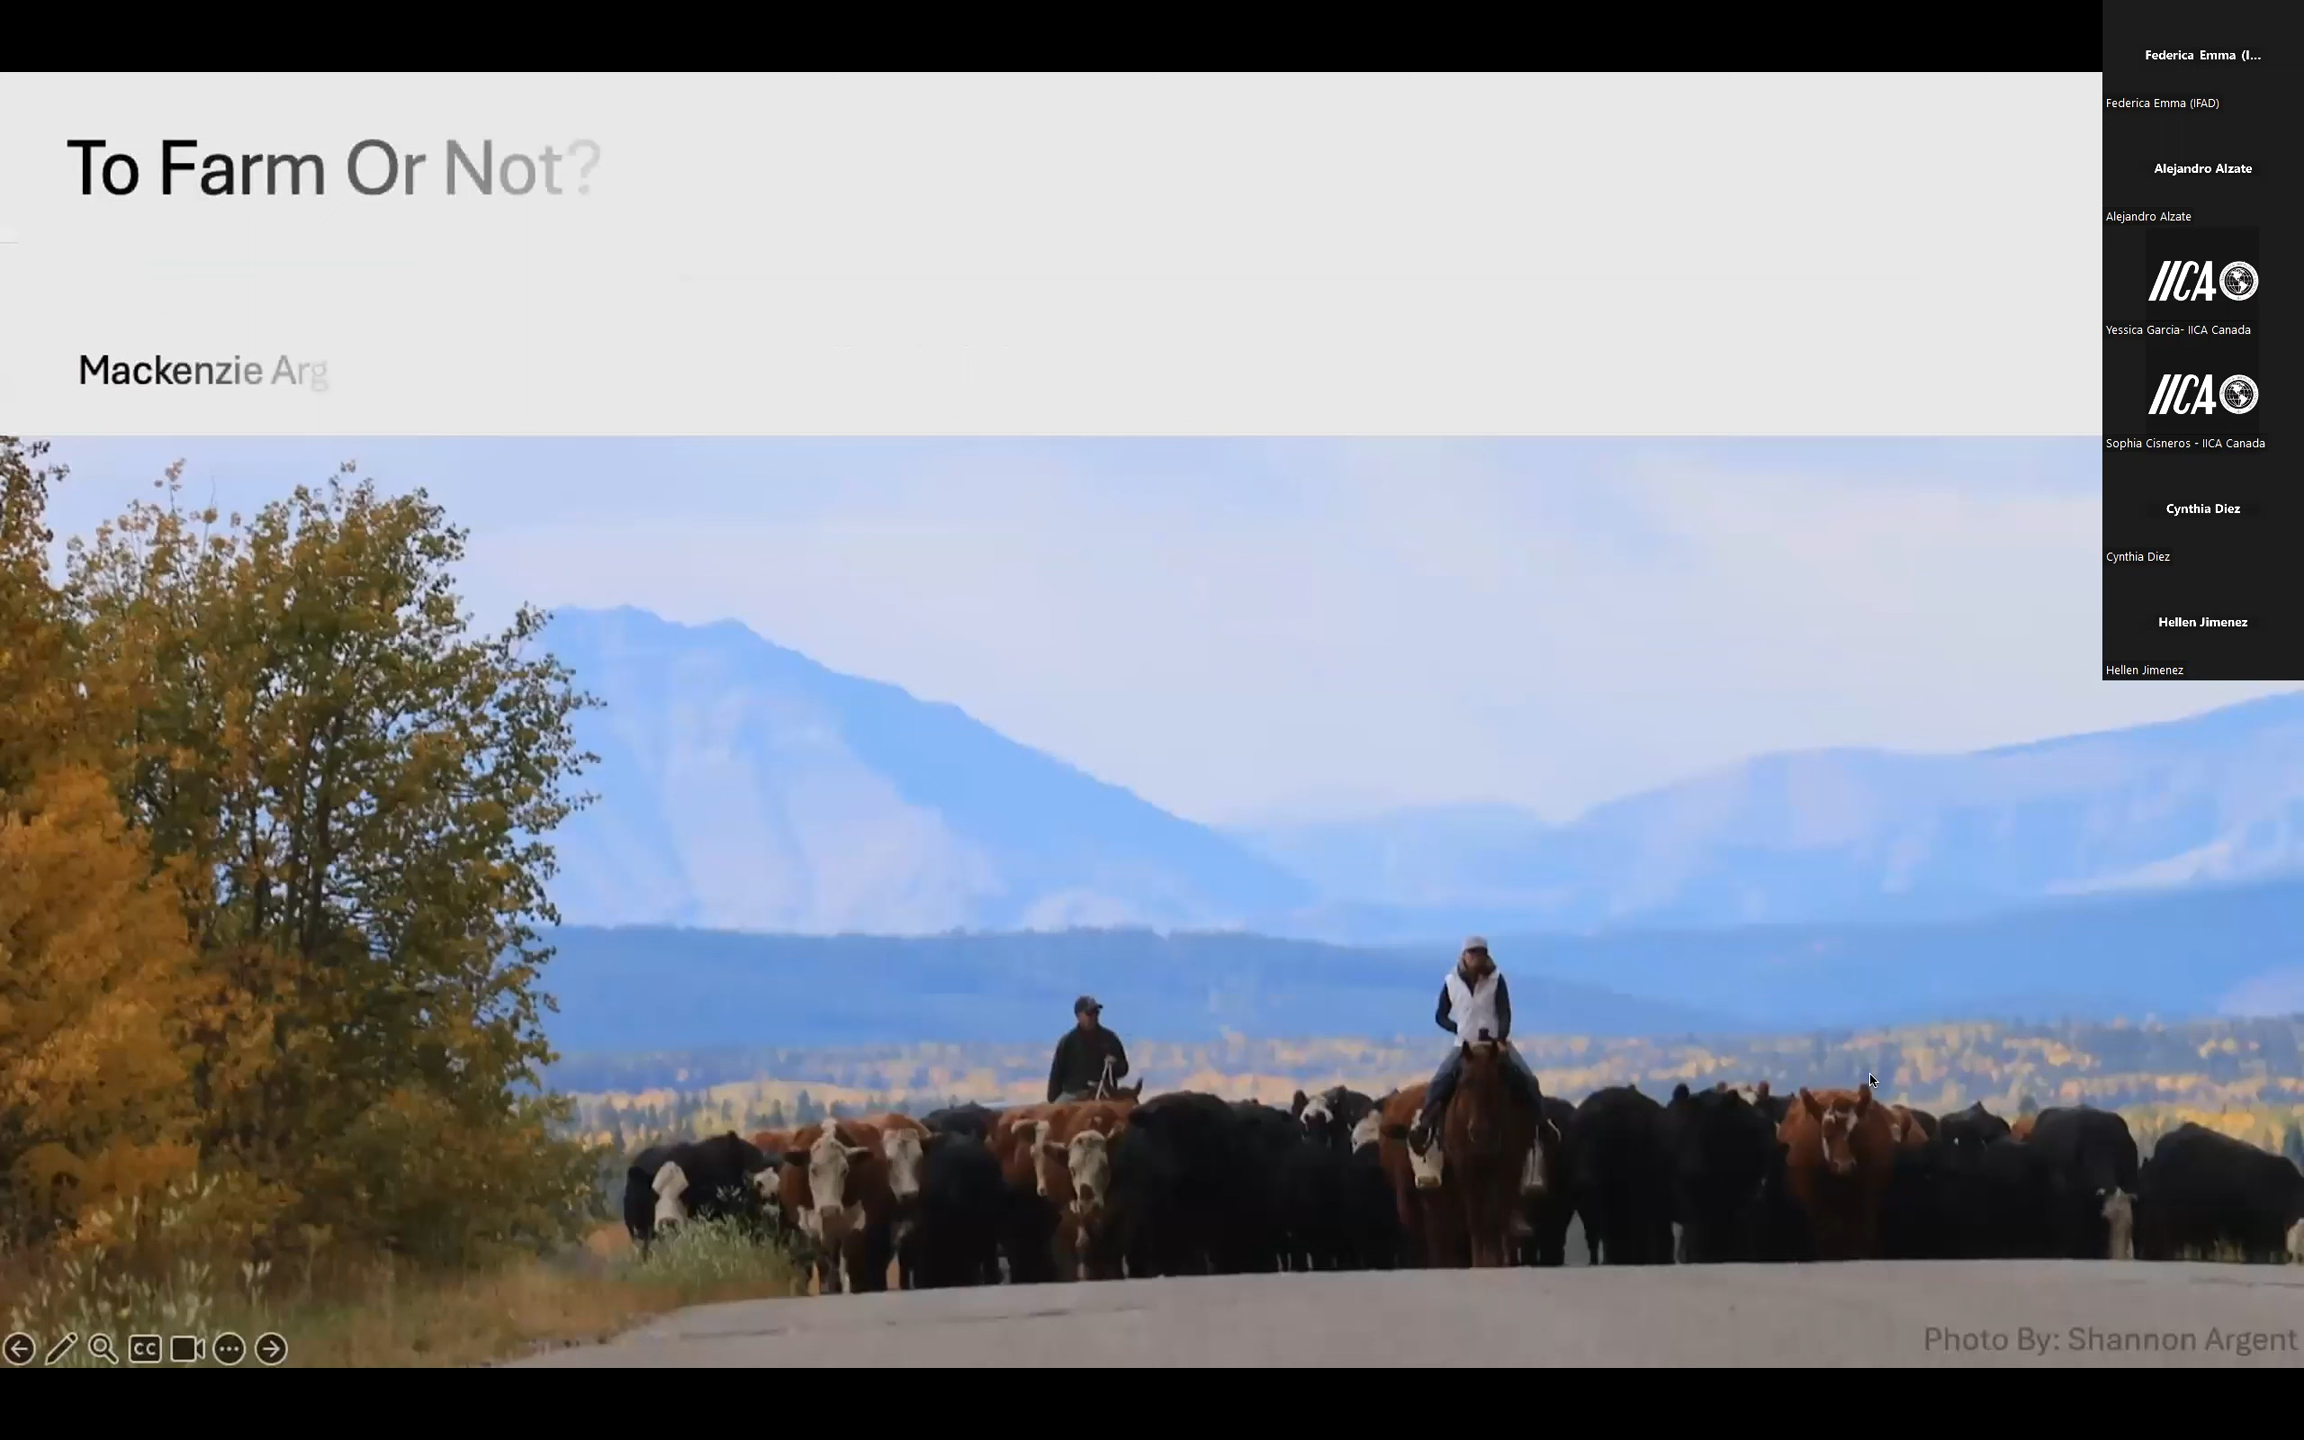 To Farm Or Not?
Mackenzie Arg
Photo By: Shannon Argent
CC
Federica Emma (I...
Federica Emma (IFAD)
Alejandro Alzate
Alejandro Alzate
IICA
Yessica Garcia- IICA Canada
IICA
Sophia Cisneros - IICA Canada
Cynthia Diez
Cynthia Diez
Hellen Jimenez
Hellen Jimenez